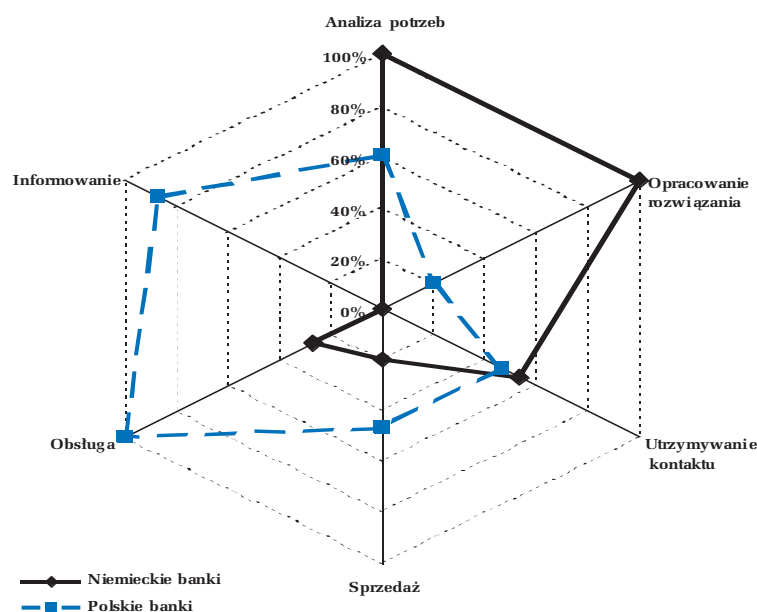 Analiza potrzeb
100%
80%
60%
40%
20%
0%
Informowanie
Opracowanie
rozwiązania
Obsługa
Utrzymywanie
kontaktu
Sprzedaż
Niemieckie banki
Polskie banki